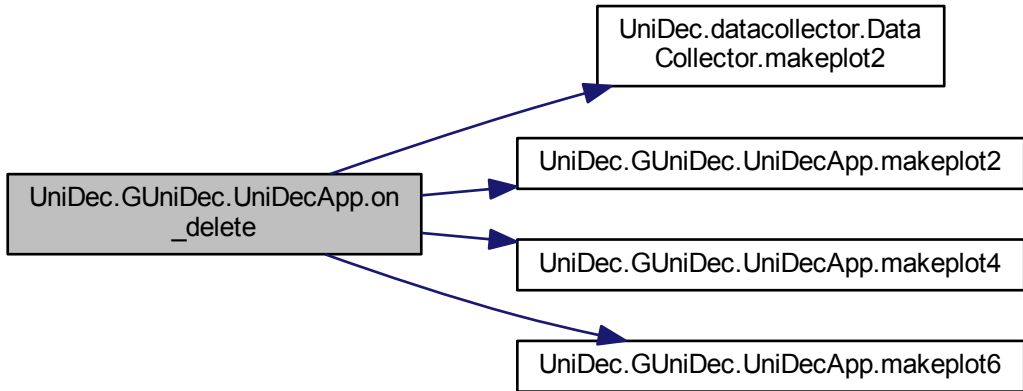 UniDec.datacollector.Data
Collector.makeplot2
UniDec.GUniDec.UniDecApp.makeplot2
UniDec.GUniDec.UniDecApp.on
_delete
UniDec.GUniDec.UniDecApp.makeplot4
UniDec.GUniDec.UniDecApp.makeplot6